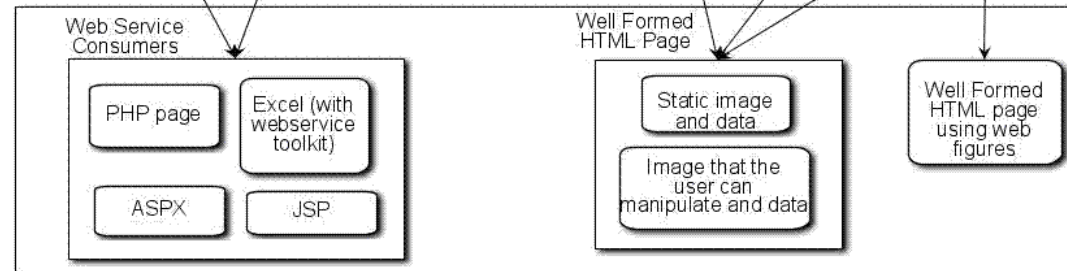 Web Service
Consumers
PHP page
Excel (with
webservice
toolkit)
ASPX
JSP
Well Formed
HTML Page
Static image
and data
Image that the
user can
manipulate and data
Well Formed
HTML page
using web
figures